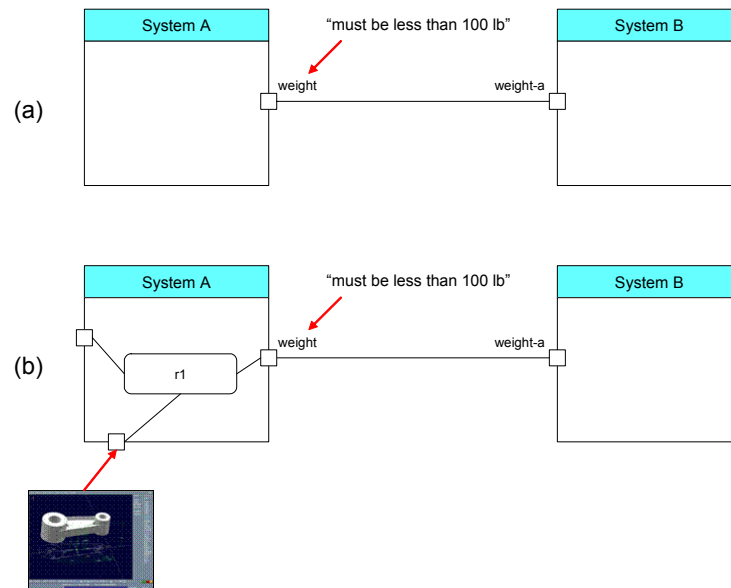 System A
“must be less than 100 lb”
System B
weight
weight-a
(a)
System A
“must be less than 100 lb”
System B
weight
weight-a
(b)
r1